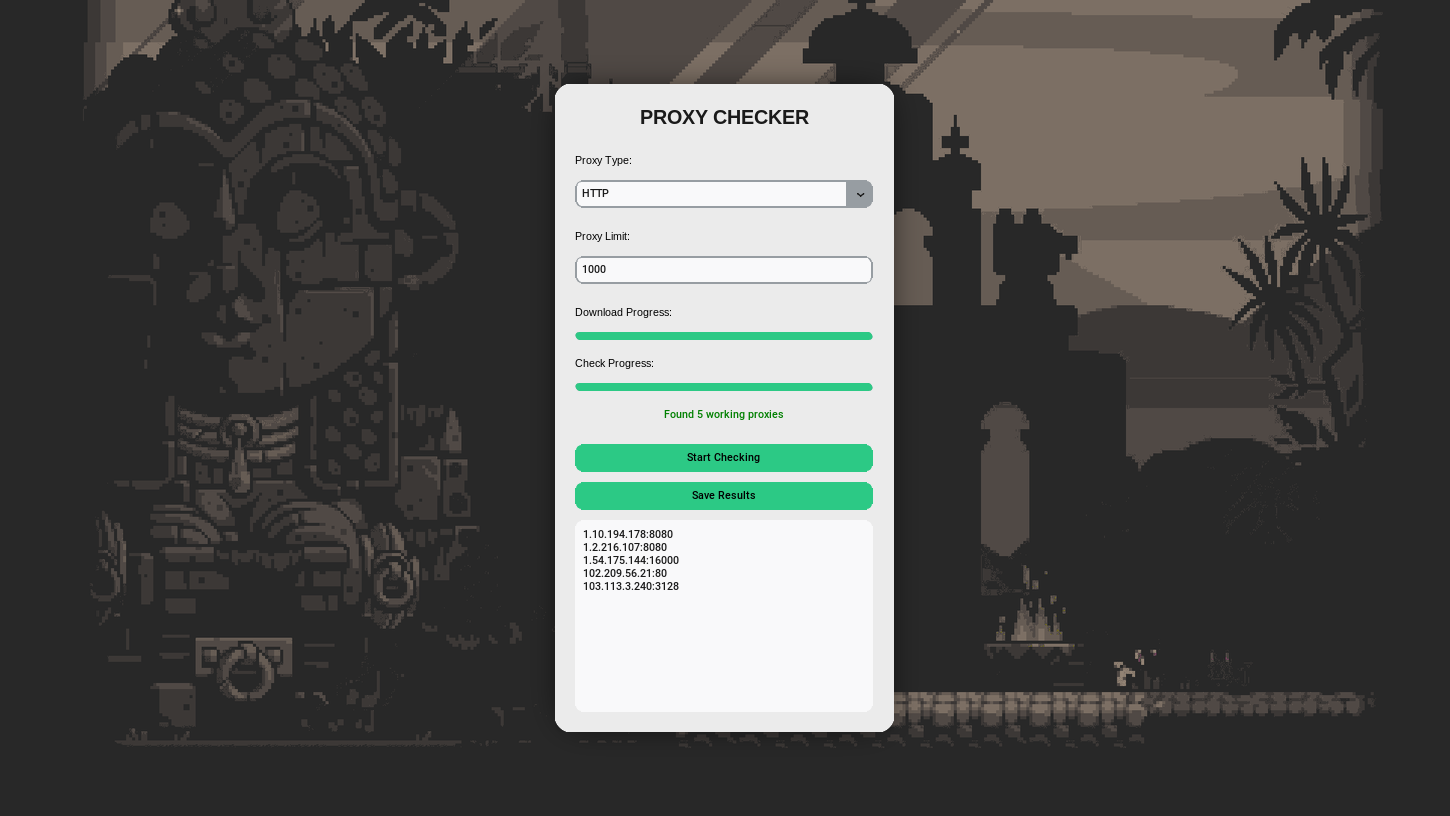 PROXY CHECKER
Proxy Type:
HTTP
Proxy Limit:
1000
Download Progress:
Check Progress:
Found 5 working proxies
Start Checking
Save Results
1.10.194.178:8080
1.2.216.107:8080
1.54.175.144:16000
102.209.56.21:80
103.113.3.240:3128